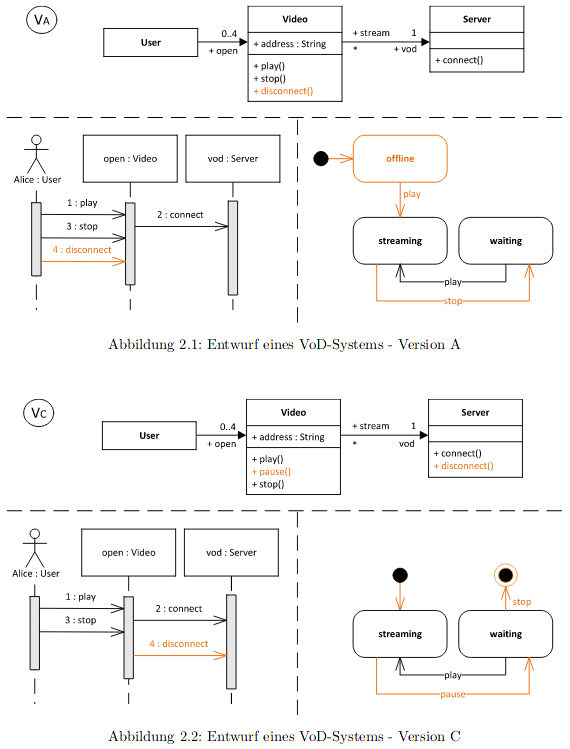 VA
Video
Server
User
0..4
+ open
+ address : String
+ stream
1
*
+ vod
+ play()
+ stop()
+ disconnect()
+ connect()
Alice : User
open : Video
vod : Server
1 : play
2 : connect
3 : stop
4 : disconnect
offline
play
streaming
waiting
play
stop
Abbildung 2.1: Entwurf eines VoD-Systems - Version A
VC
Video
Server
User
0..4
+ open
+ address : String
+ stream
1
*
vod
+ play()
+ pause()
+ stop()
+ connect()
+ disconnect()
Alice : User
open : Video
vod : Server
1 : play
2 : connect
3 : stop
4 : disconnect
stop
streaming
waiting
play
pause
Abbildung 2.2: Entwurf eines VoD-Systems - Version C